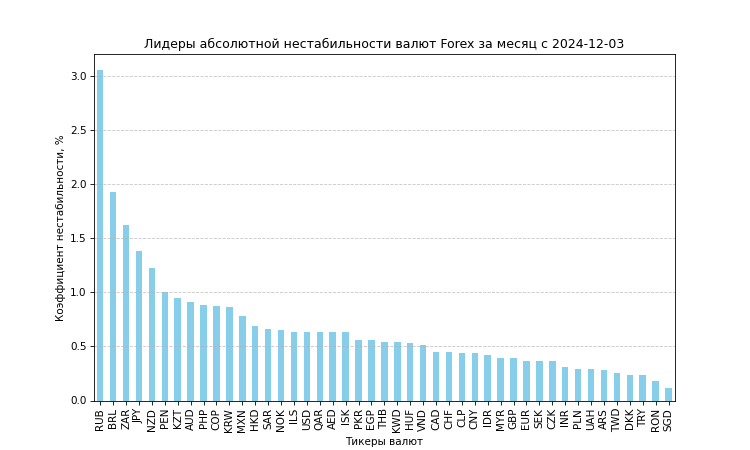 Лидеры абсолютной нестабильности валют Forex за месяц с 2024-12-03
Коэффициент нестабильности, %
3.0
2.5
2.0
1.5
1.0
0.5
0.0
RUB BRL ZAR JPY NZD PEN KZT AUD PHP COP KRW MXN HKD SAR NOK ILS USD QAR AED ISK PKR EGP THB KWD HUF VND CAD CHF CLP CNY IDR MYR GBP EUR SEK CZK INR PLN UAH ARS TWD DKK TRY RON SGD
Тикеры валют